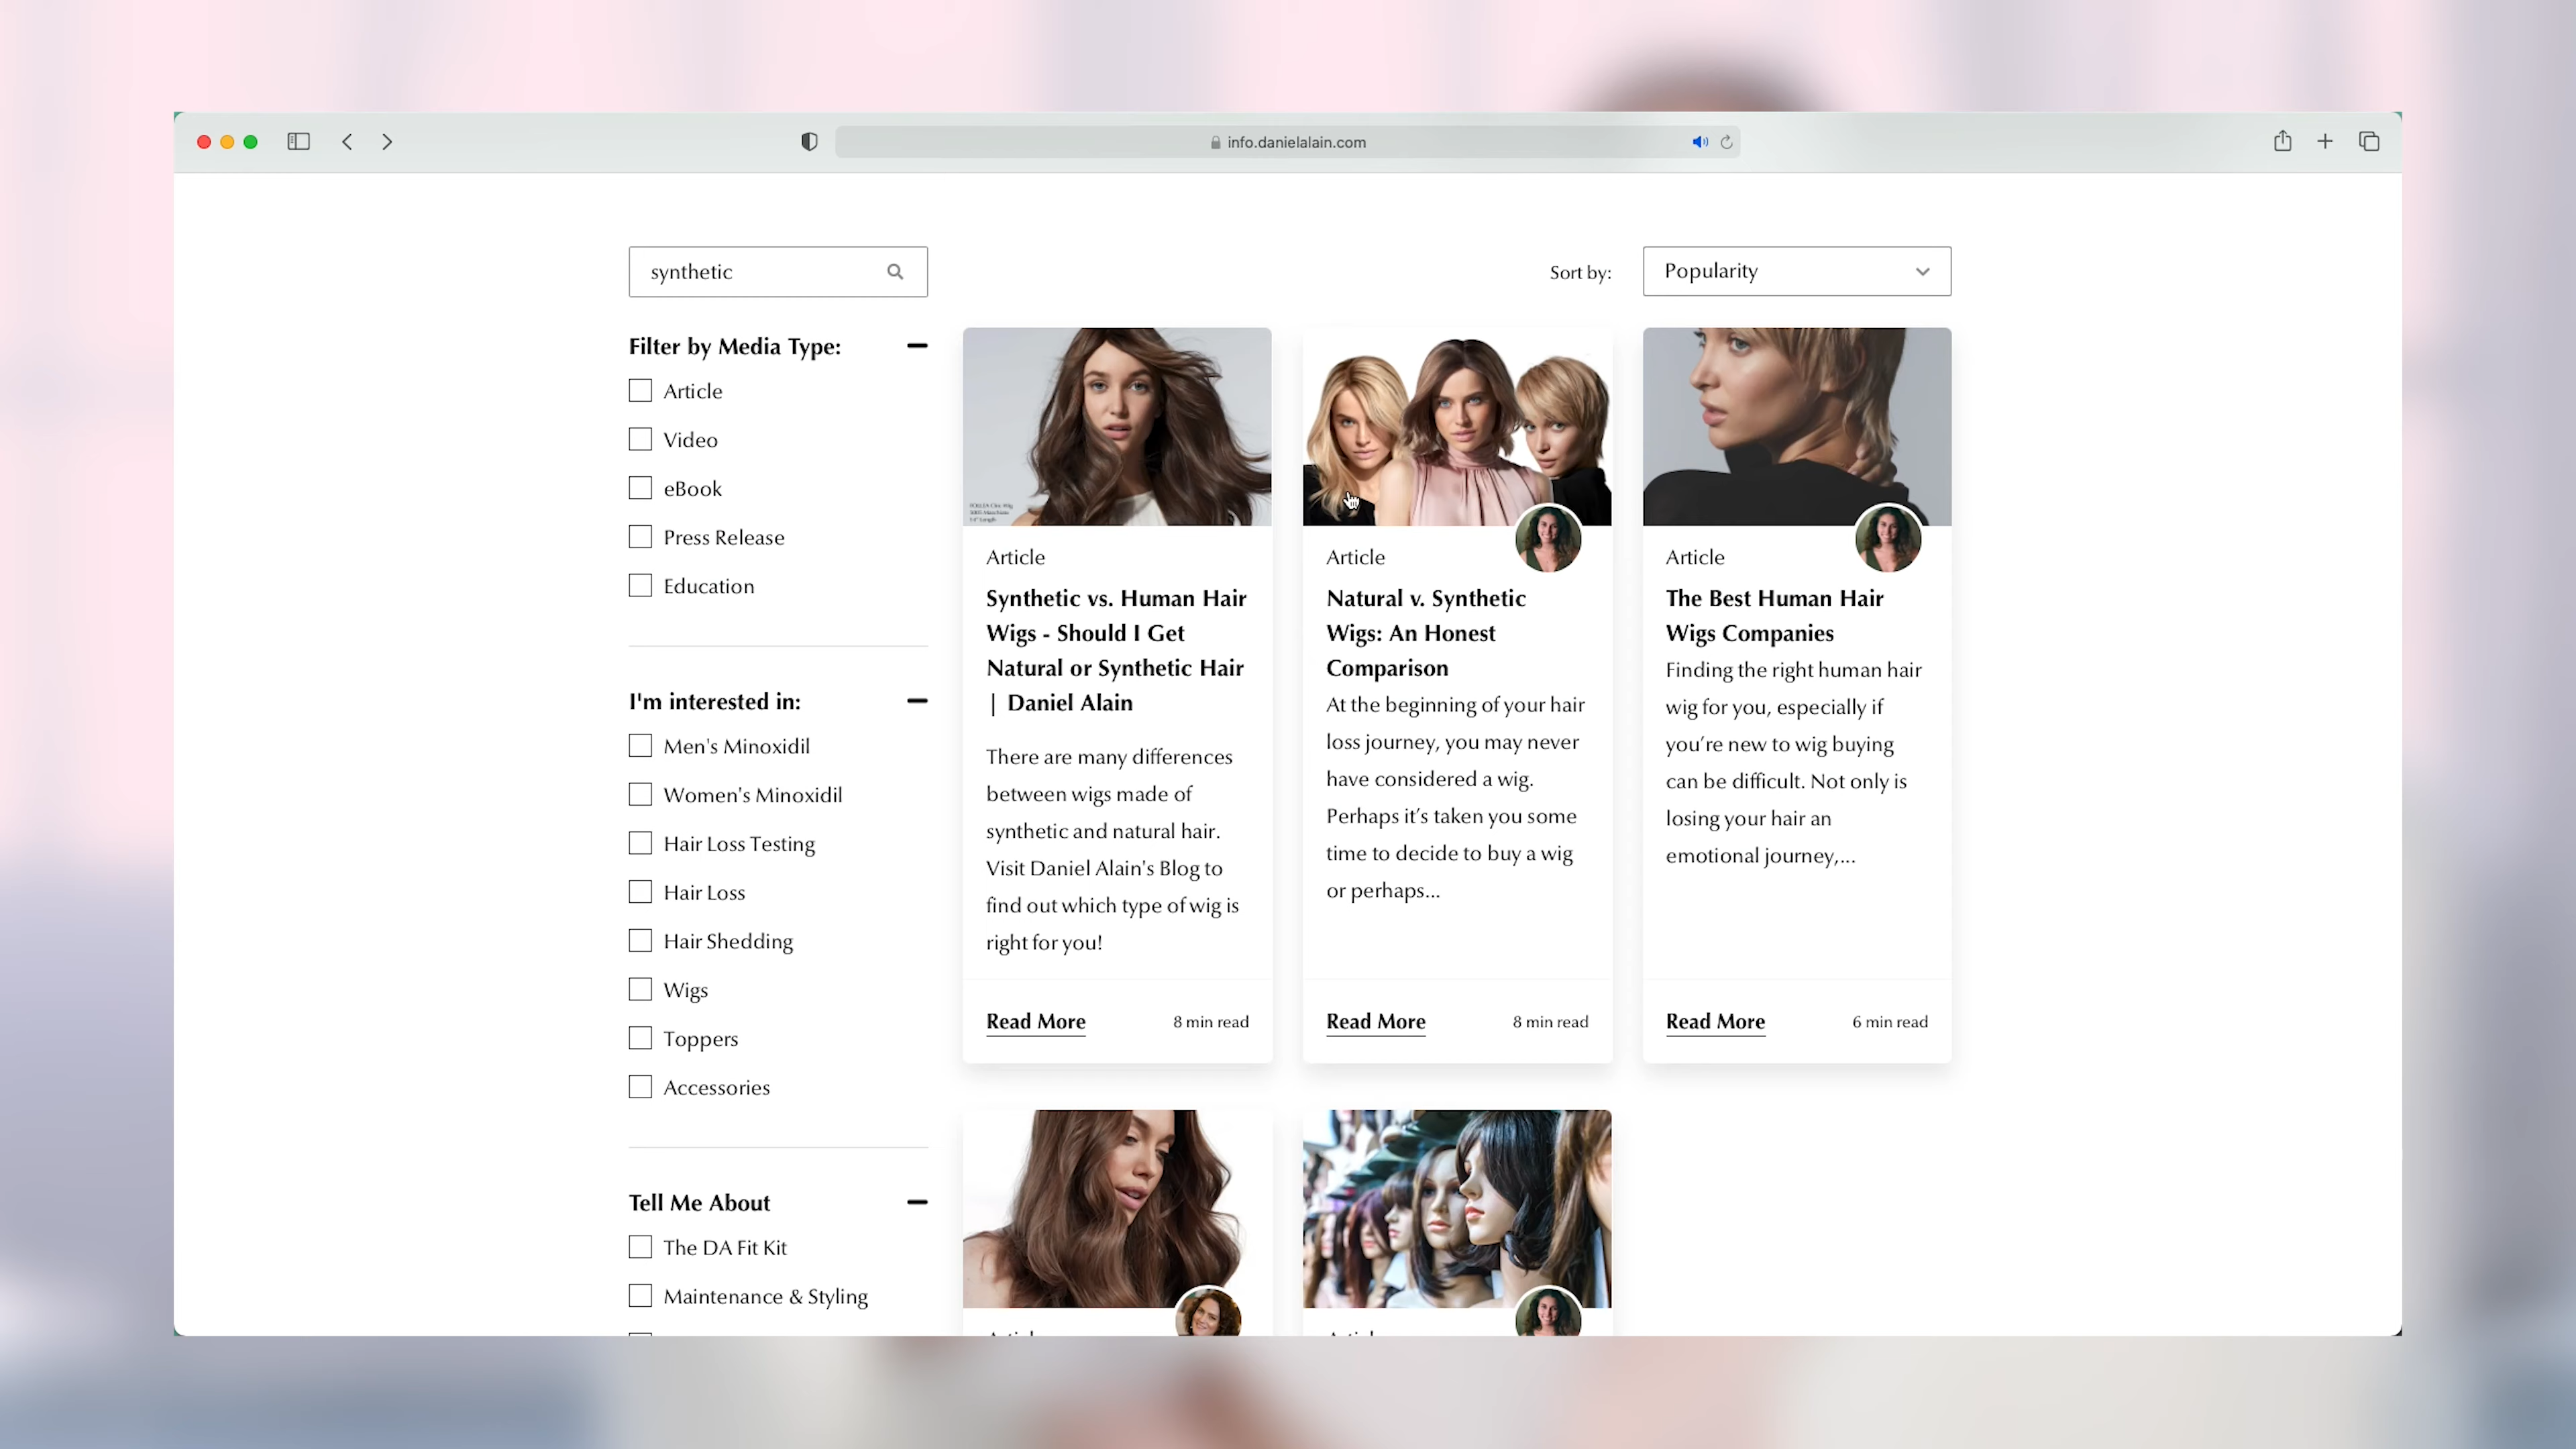 info.danielalain.com
synthetic
Sort by:
Popularity
Filter by Media Type:
Article
Video
eBook
Press Release
Education
I'm interested in:
Men's Minoxidil
Women's Minoxidil
Hair Loss Testing
Hair Loss
Hair Shedding
Wigs
Toppers
Accessories
Tell Me About
The DA Fit Kit
Maintenance & Styling
Article
Synthetic vs. Human Hair
Wigs - Should I Get
Natural or Synthetic Hair
| Daniel Alain
There are many differences
between wigs made of
synthetic and natural hair.
Visit Daniel Alain's Blog to
find out which type of wig is
right for you!
Read More
8 min read
Article
Natural v. Synthetic
Wigs: An Honest
Comparison
At the beginning of your hair
loss journey, you may never
have considered a wig.
Perhaps it’s taken you some
time to decide to buy a wig
or perhaps...
Read More
8 min read
Article
The Best Human Hair
Wigs Companies
Finding the right human hair
wig for you, especially if
you’re new to wig buying
can be difficult. Not only is
losing your hair an
emotional journey,...
Read More
6 min read